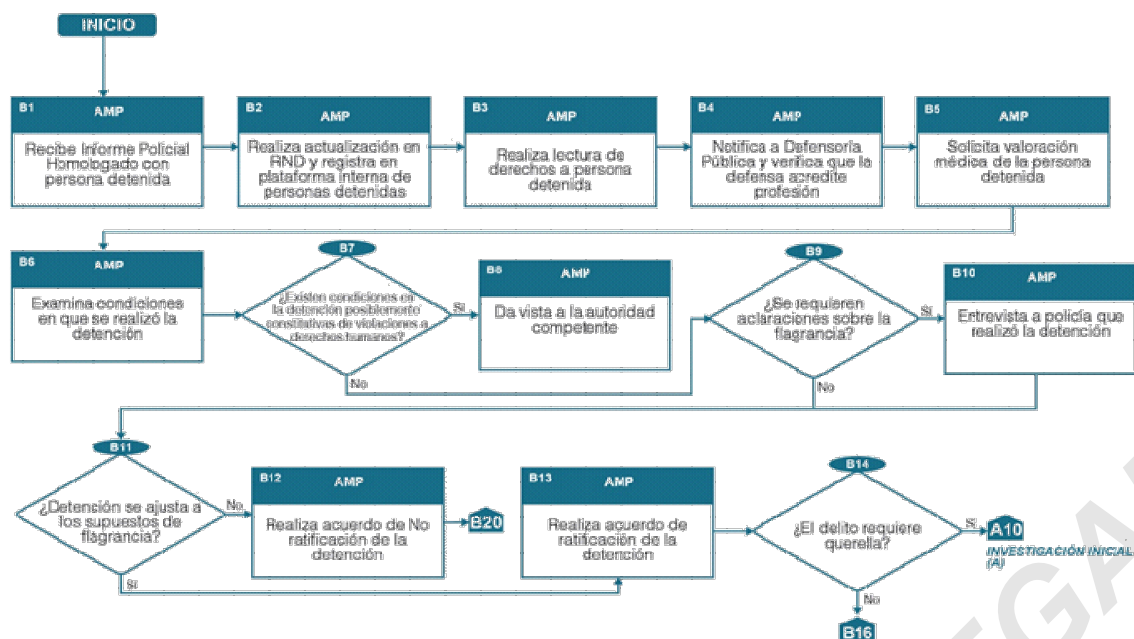 INICIO
B1 AMP
Recibe Informe Policial
Homologado con
persona detenida
B2 AMP
Realiza actualización en
RND y registra en
plataforma interna de
personas detenidas
B3 AMP
Realiza lectura de
derechos a persona
detenida
B4 AMP
Notifica a Defensoría
Pública y verifica que la
defensa acredite
profesión
B5 AMP
Solicita valoración
médica de la persona
detenida
B6 AMP
Examina condiciones
en que se realizó la
detención
B7
¿Existen condiciones en
la detención posiblemente
constitutivas de violaciones a
derechos humanos?
Sí
No
B8 AMP
Da vista a la autoridad
competente
B9
¿Se requieren
aclaraciones sobre la
flagrancia?
Sí
No
B10 AMP
Entrevista a policía que
realizó la detención
B11
¿Detención se ajusta a
los supuestos de
flagrancia?
No
Sí
B12 AMP
Realiza acuerdo de No
ratificación de la
detención
B20
B13 AMP
Realiza acuerdo de
ratificación de la
detención
B14
¿El delito requiere
querella?
Sí
A10
INVESTIGACIÓN INICIAL
(A)
No
B16